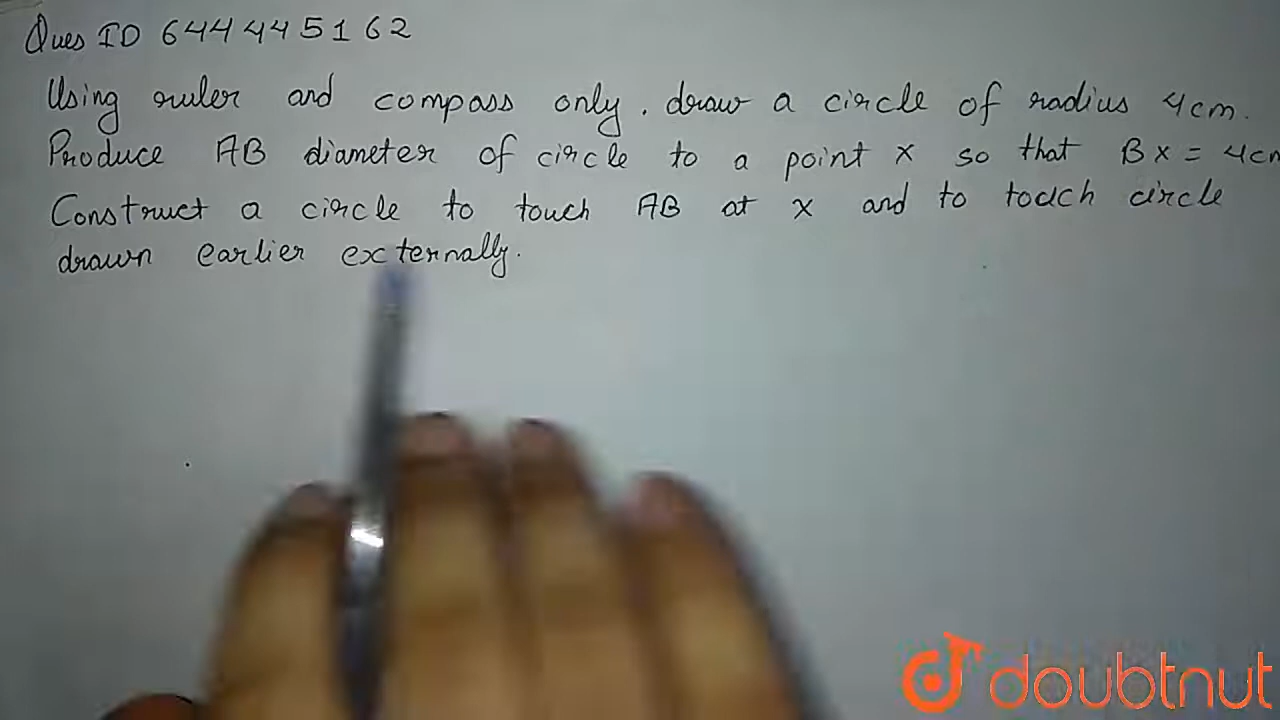 Ques ID 644445162
Using ruler and compass only. draw a circle of radius 4cm.
Produce AB diameter of circle to a point x so that Bx = 4cm
Construct a circle to touch AB at x and to touch circle
drawn earlier externally.
doubtnut